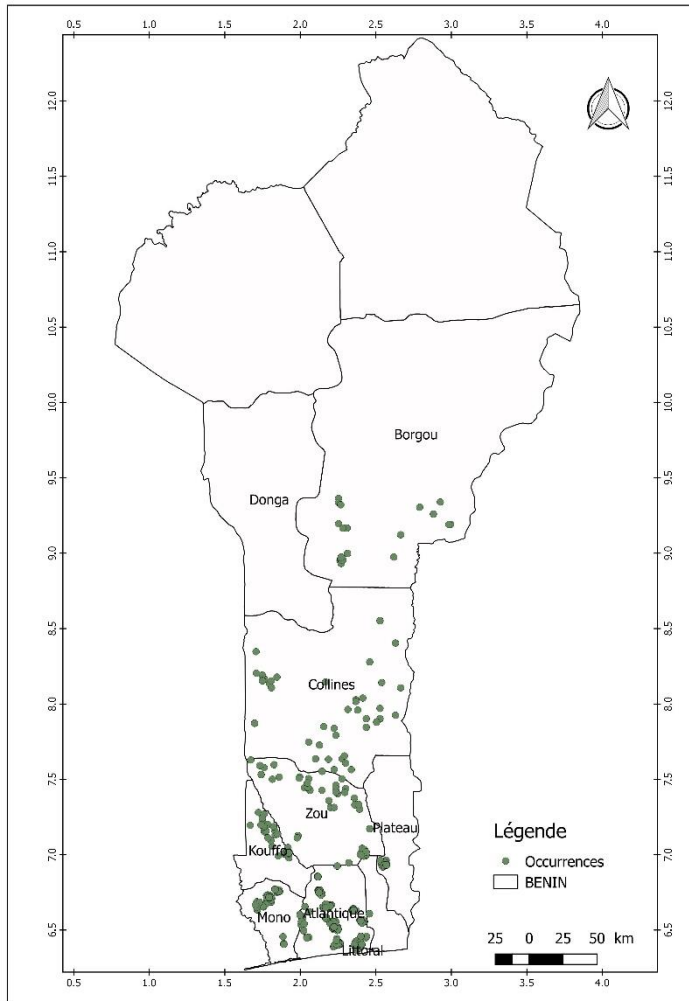 0.5 1.0 1.5 2.0 2.5 3.0 3.5 4.0
12.0 12.0
11.5 11.5
11.0 11.0
10.5 10.5
10.0 10.0
Borgou
9.5 9.5
Donga
9.0 9.0
8.5 8.5
Collines
8.0 8.0
7.5 7.5
Zou
Plateau
Légende
Kouffo
7.0 7.0
Occurrences
BENIN
Mono
Atlantique
6.5 6.5
Littoral
25 0 25 50 km
0.5 1.0 1.5 2.0 2.5 3.0 3.5 4.0